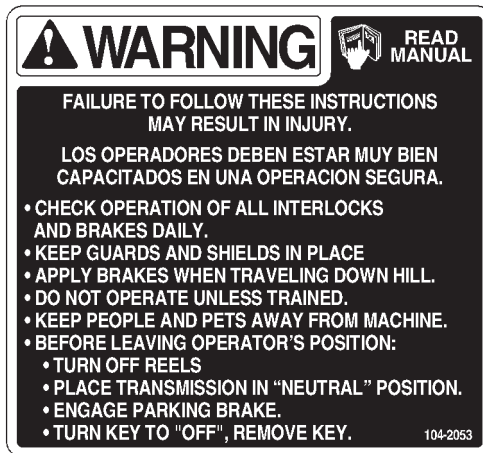 WARNING
READ
MANUAL
FAILURE TO FOLLOW THESE INSTRUCTIONS
MAY RESULT IN INJURY.
LOS OPERADORES DEBEN ESTAR MUY BIEN
CAPACITADOS EN UNA OPERACION SEGURA.
• CHECK OPERATION OF ALL INTERLOCKS
AND BRAKES DAILY.
• KEEP GUARDS AND SHIELDS IN PLACE
• APPLY BRAKES WHEN TRAVELING DOWN HILL.
• DO NOT OPERATE UNLESS TRAINED.
• KEEP PEOPLE AND PETS AWAY FROM MACHINE.
• BEFORE LEAVING OPERATOR'S POSITION:
• TURN OFF REELS
• PLACE TRANSMISSION IN “NEUTRAL” POSITION.
• ENGAGE PARKING BRAKE.
• TURN KEY TO "OFF", REMOVE KEY.
104-2053